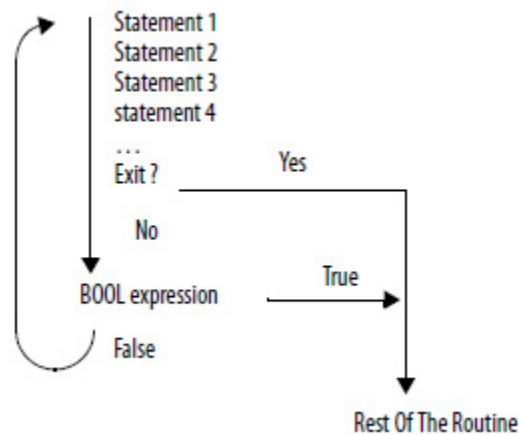 Statement 1
Statement 2
Statement 3
statement 4
...
Exit ?
Yes
No
BOOL expression
True
False
Rest Of The Routine